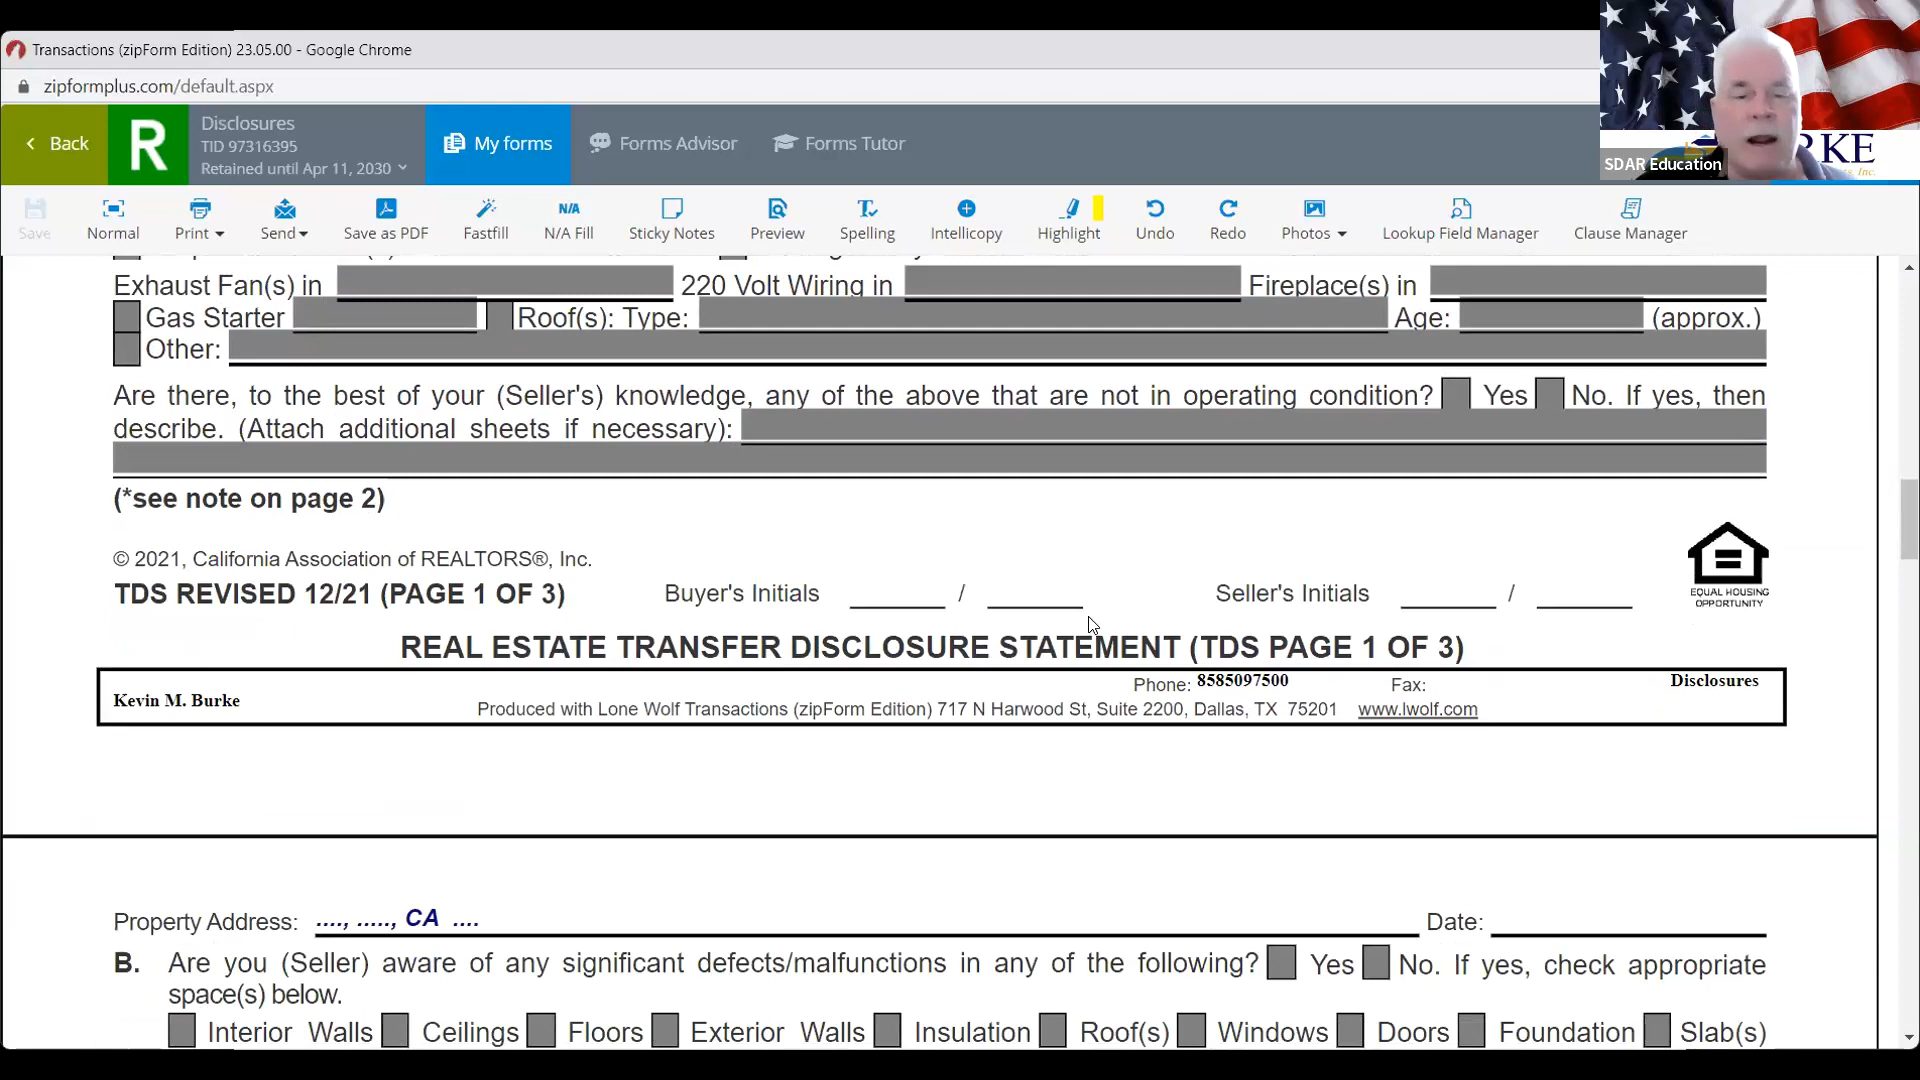 Transactions (zipForm Edition) 23.05.00 - Google Chrome
zipformplus.com/default.aspx
Back
R
Disclosures
TID 97316395
Retained until Apr 11, 2030
My forms
Forms Advisor
Forms Tutor
RKE
SDAR Education
Save
Normal
Print
Send
Save as PDF
Fastfill
N/A
N/A Fill
Sticky Notes
Preview
Spelling
Intellicopy
Highlight
Undo
Redo
Photos
Lookup Field Manager
Clause Manager
Exhaust Fan(s) in 220 Volt Wiring in Fireplace(s) in
Gas Starter Roof(s): Type: Age: (approx.)
Other:
Are there, to the best of your (Seller's) knowledge, any of the above that are not in operating condition? Yes No. If yes, then
describe. (Attach additional sheets if necessary):
(*see note on page 2)
© 2021, California Association of REALTORS®, Inc.
TDS REVISED 12/21 (PAGE 1 OF 3) Buyer's Initials / Seller's Initials /
EQUAL HOUSING
OPPORTUNITY
REAL ESTATE TRANSFER DISCLOSURE STATEMENT (TDS PAGE 1 OF 3)
Kevin M. Burke Phone: 8585097500 Fax: Disclosures
Produced with Lone Wolf Transactions (zipForm Edition) 717 N Harwood St, Suite 2200, Dallas, TX 75201 www.lwolf.com
Property Address: ...., ....., CA .... Date:
B. Are you (Seller) aware of any significant defects/malfunctions in any of the following? Yes No. If yes, check appropriate
space(s) below.
Interior Walls Ceilings Floors Exterior Walls Insulation Roof(s) Windows Doors Foundation Slab(s)